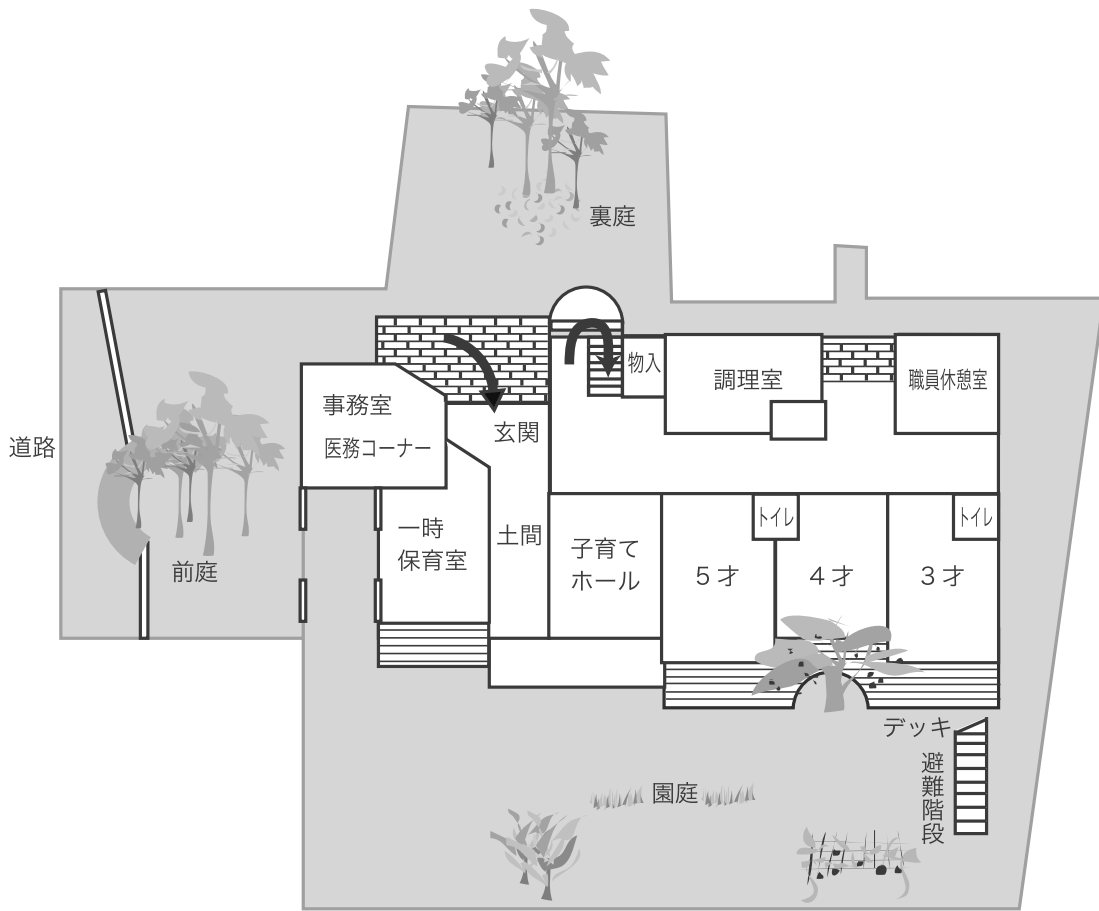 裏庭
物入
調理室
職員休憩室
事務室
医務コーナー
玄関
道路
前庭
一時
保育室
土間
子育て
ホール
トイレ
トイレ
5才
4才
3才
デッキ
避難階段
園庭